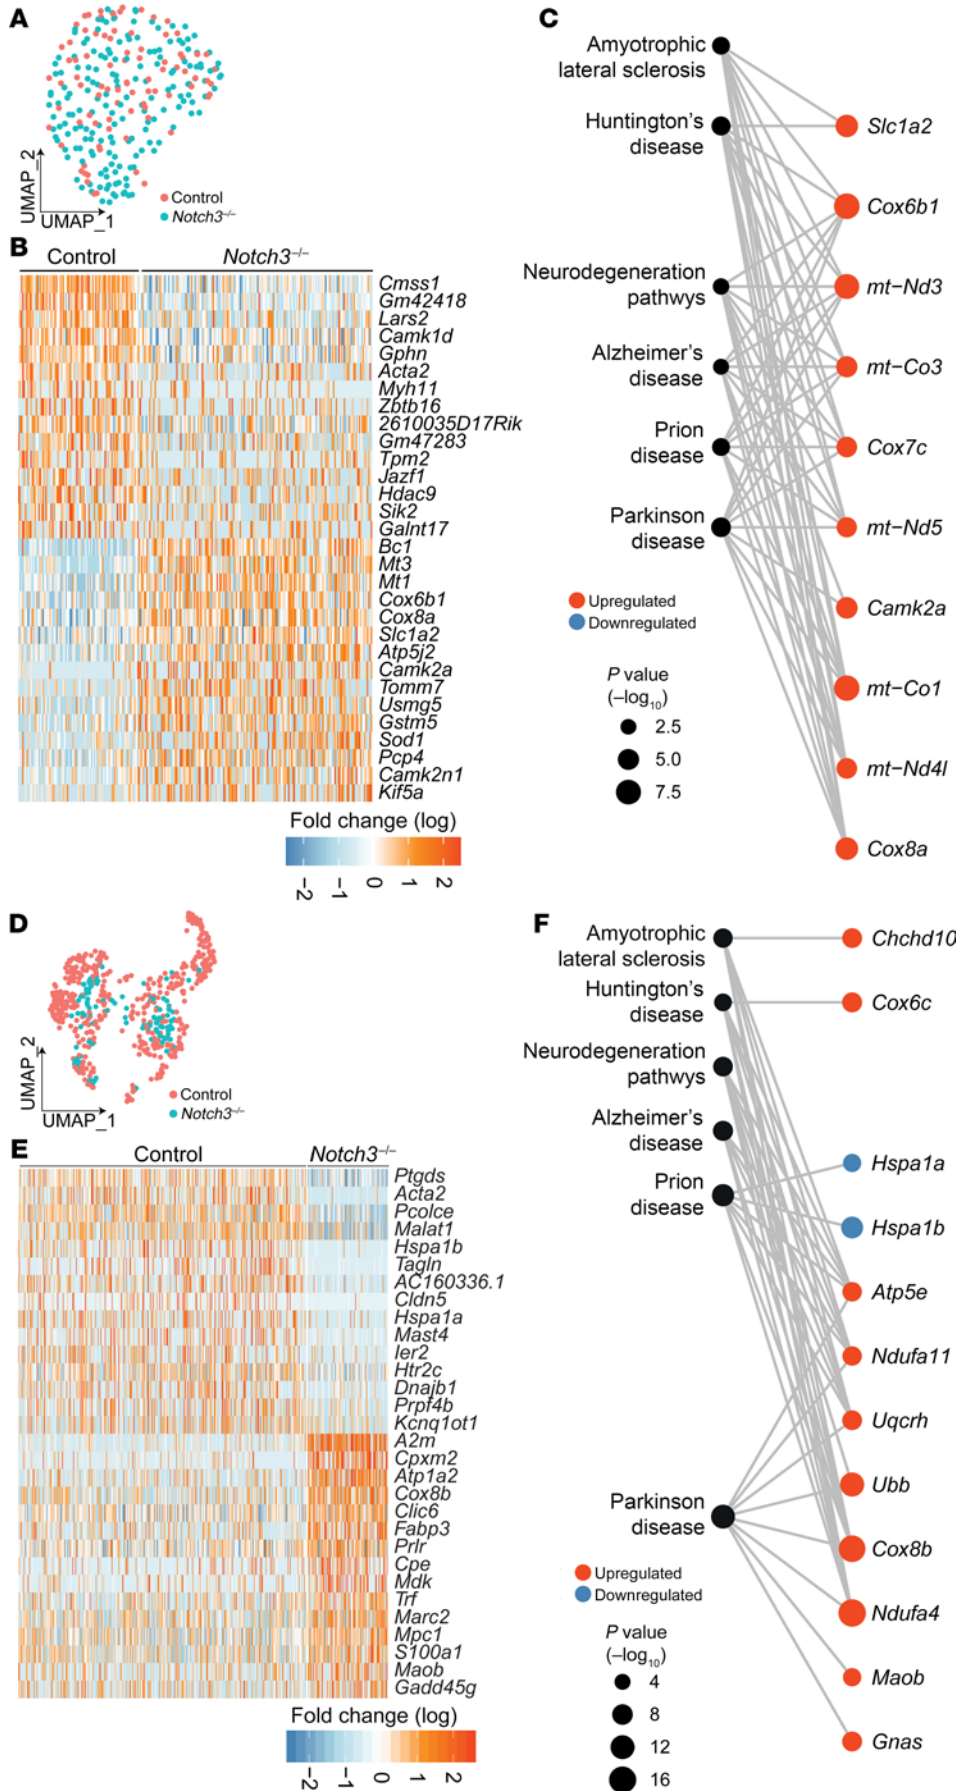 A
UMAP_2
UMAP_1
Control
Notch3–/–
B
Control
Notch3–/–
Cmss1
Gm42418
Lars2
Camk1d
Gphn
Acta2
Myh11
Zbtb16
2610035D17Rik
Gm47283
Tpm2
Jazf1
Hdac9
Sik2
Galnt17
Bc1
Mt3
Mt1
Cox6b1
Cox8a
Slc1a2
Atp5j2
Camk2a
Tomm7
Usmg5
Gstm5
Sod1
Pcp4
Camk2n1
Kif5a
Fold change (log)
–2 –1 0 1 2
C
Amyotrophic
lateral sclerosis
Huntington's
disease
Neurodegeneration
pathwys
Alzheimer's
disease
Prion
disease
Parkinson
disease
Slc1a2
Cox6b1
mt–Nd3
mt–Co3
Cox7c
mt–Nd5
Camk2a
mt–Co1
mt–Nd4l
Cox8a
Upregulated
Downregulated
P value
(–log10)
2.5
5.0
7.5
D
UMAP_2
UMAP_1
Control
Notch3–/–
E
Control
Notch3–/–
Ptgds
Acta2
Pcolce
Malat1
Hspa1b
Tagln
AC160336.1
Cldn5
Hspa1a
Mast4
Ier2
Htr2c
Dnajb1
Prpf4b
Kcnq1ot1
A2m
Cpxm2
Atp1a2
Cox8b
Clic6
Fabp3
Prlr
Cpe
Mdk
Trf
Marc2
Mpc1
S100a1
Maob
Gadd45g
Fold change (log)
–2 –1 0 1 2
F
Amyotrophic
lateral sclerosis
Huntington's
disease
Neurodegeneration
pathwys
Alzheimer's
disease
Prion
disease
Parkinson
disease
Chchd10
Cox6c
Hspa1a
Hspa1b
Atp5e
Ndufa11
Uqcrh
Ubb
Cox8b
Ndufa4
Maob
Gnas
Upregulated
Downregulated
P value
(–log10)
4
8
12
16